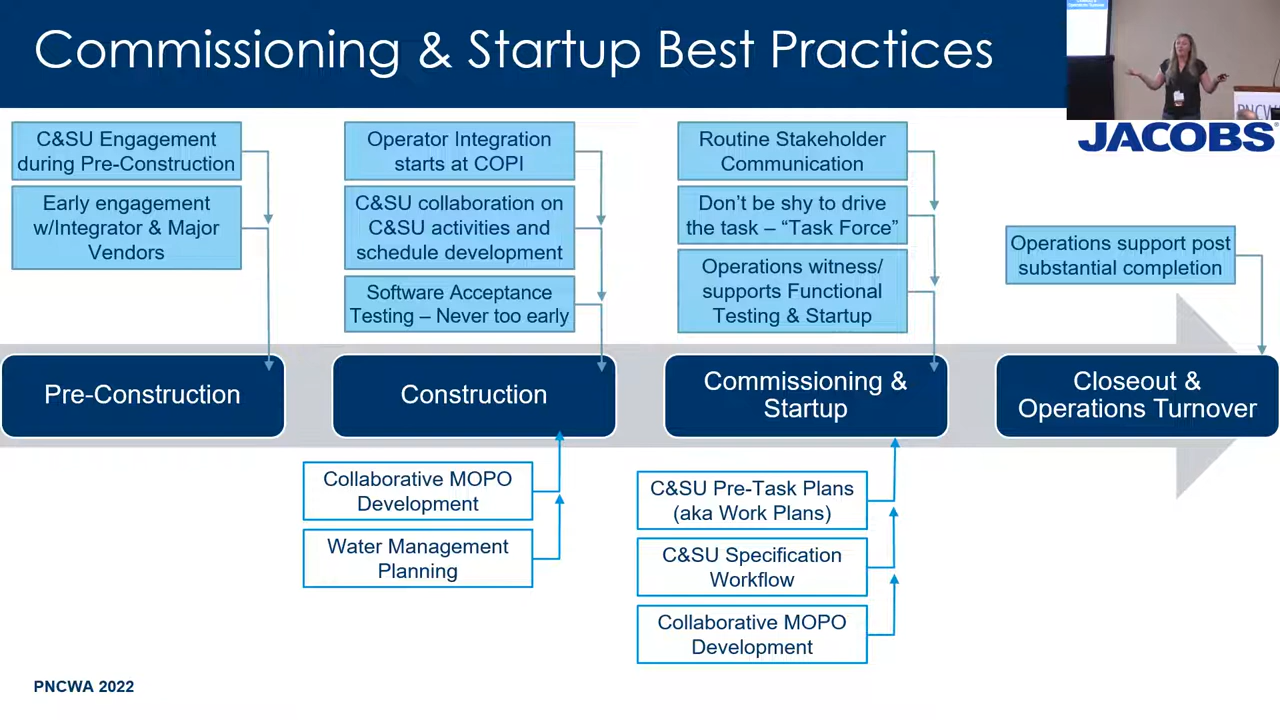 Commissioning & Startup Best Practices
PNCWA
JACOBS
C&SU Engagement
during Pre-Construction
Early engagement
w/Integrator & Major
Vendors
Operator Integration
starts at COPI
C&SU collaboration on
C&SU activities and
schedule development
Software Acceptance
Testing – Never too early
Routine Stakeholder
Communication
Don’t be shy to drive
the task – “Task Force”
Operations witness/
supports Functional
Testing & Startup
Operations support post
substantial completion
Pre-Construction
Construction
Commissioning &
Startup
Closeout &
Operations Turnover
Collaborative MOPO
Development
Water Management
Planning
C&SU Pre-Task Plans
(aka Work Plans)
C&SU Specification
Workflow
Collaborative MOPO
Development
PNCWA 2022